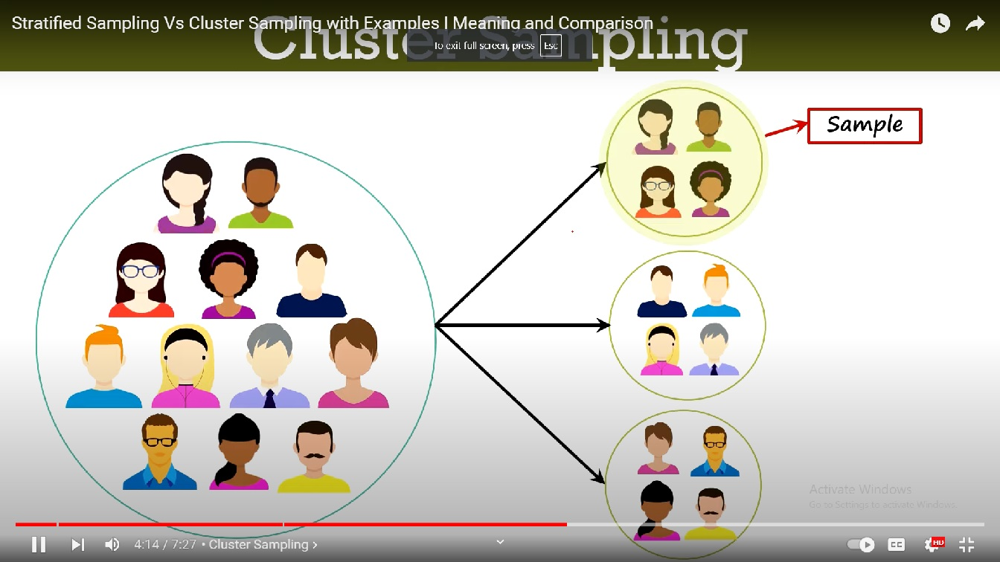 Stratified Sampling Vs Cluster Sampling with Examples I Meaning and Comparison
Cluster Sampling
To exit full screen, press Esc
Sample
Activate Windows
Go to Settings to activate Windows.
4:14 / 7:27 • Cluster Sampling ›
CC
HD